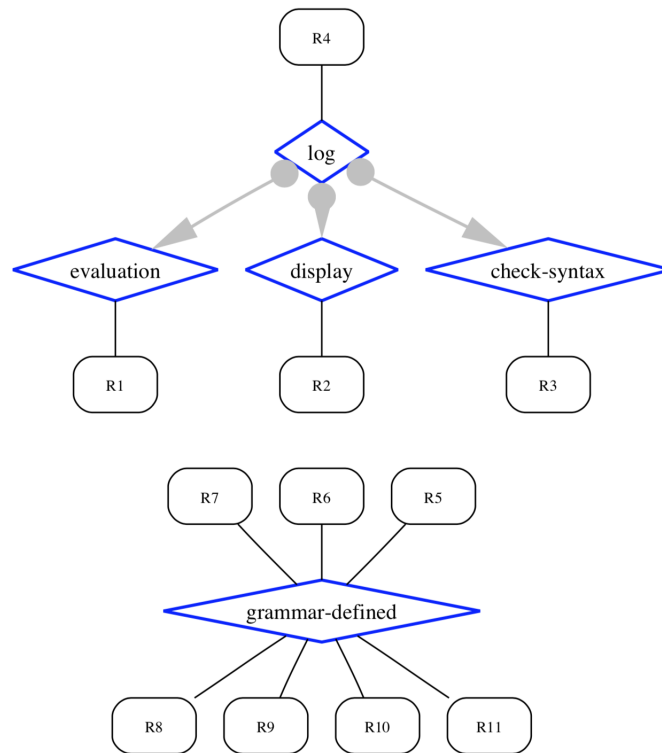 R4
log
evaluation
display
check-syntax
R1
R2
R3
R7
R6
R5
grammar-defined
R8
R9
R10
R11